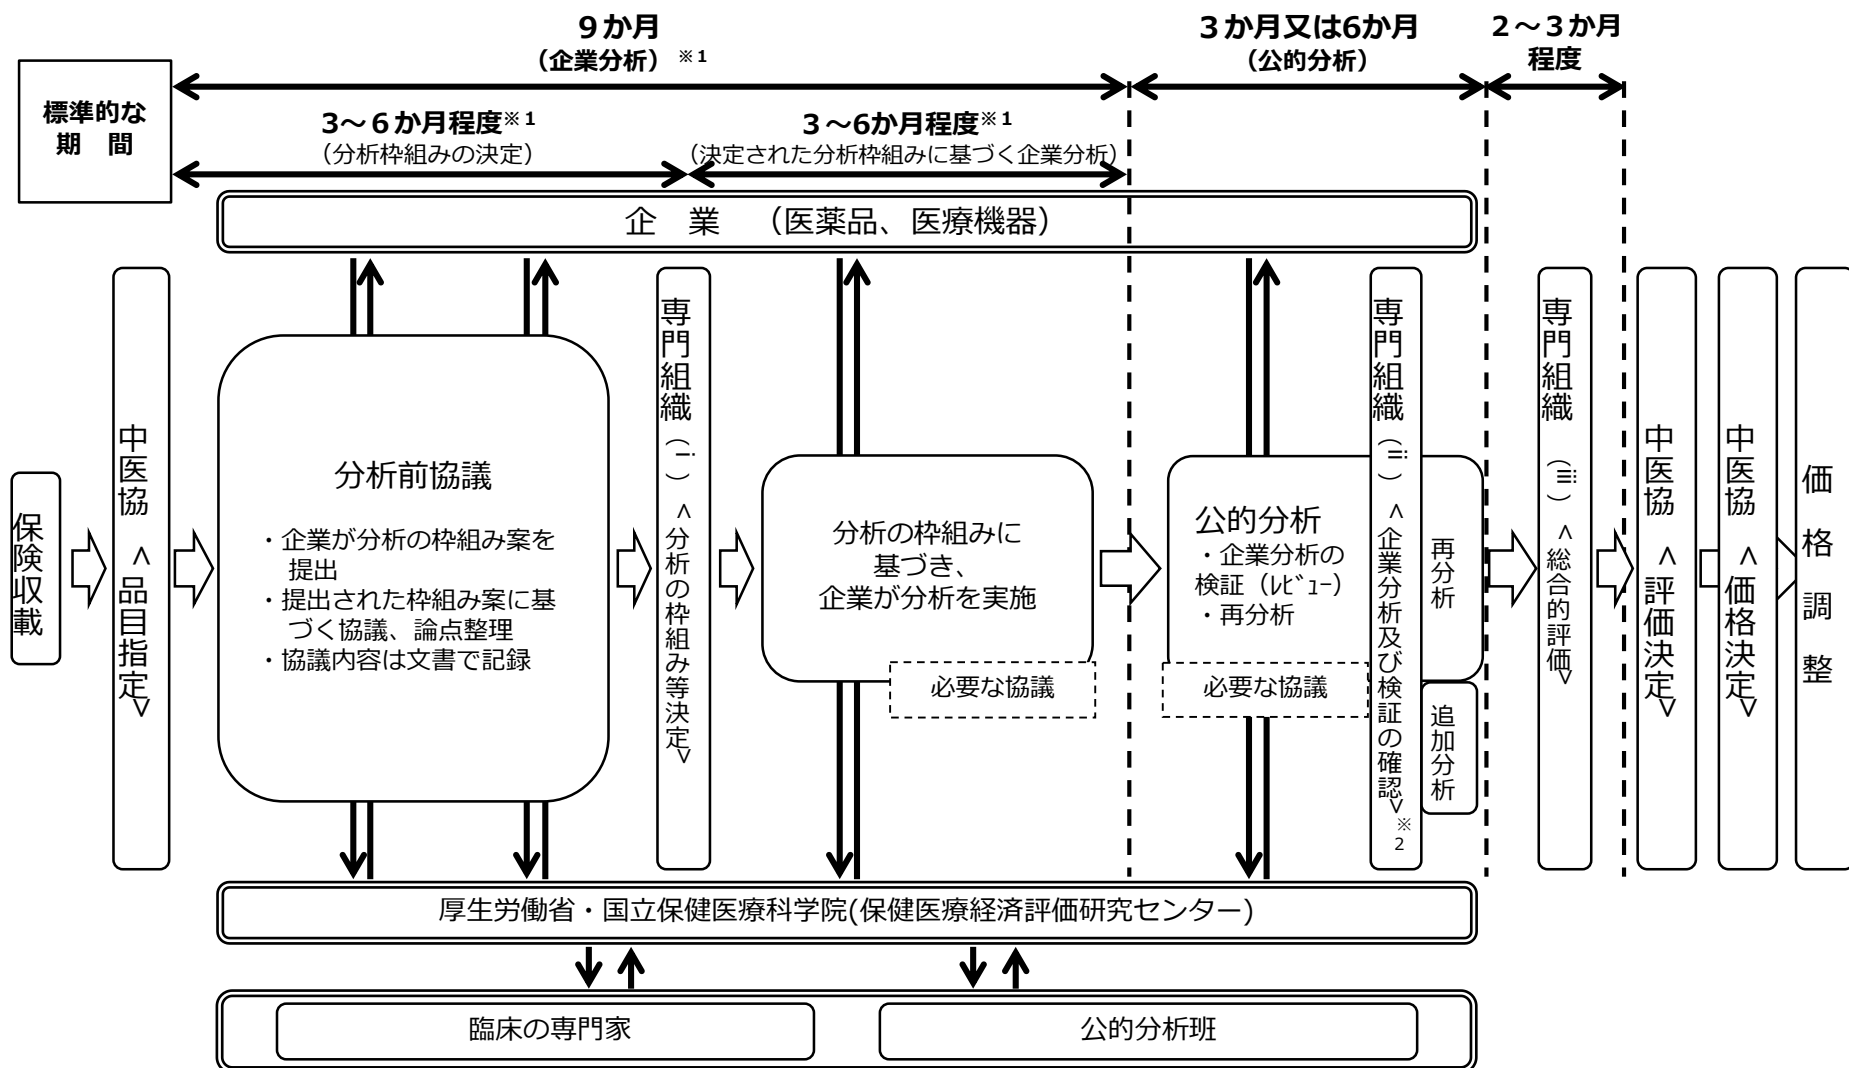 9か月
（企業分析）※1
3か月又は6か月
（公的分析）
2～3か月
程度
標準的な
期　間
3～6か月程度※1
（分析枠組みの決定）
3～6か月程度※1
（決定された分析枠組みに基づく企業分析）
企　業　（医薬品、医療機器）
保険収載
中医協 <品目指定>
分析前協議
・企業が分析の枠組み案を
提出
・提出された枠組み案に基
づく協議、論点整理
・協議内容は文書で記録
専門組織（ⅰ）<分析の枠組み等決定>
分析の枠組みに
基づき、
企業が分析を実施
必要な協議
公的分析
・企業分析の
検証（ﾚﾋﾞｭｰ）
・再分析
必要な協議
専門組織（ⅱ）<企業分析及び検証の確認>※2
再分析
追加分析
専門組織（ⅲ）<総合的評価>
中医協 <評価決定>
中医協 <価格決定>
価格調整
厚生労働省・国立保健医療科学院(保健医療経済評価研究センター)
臨床の専門家
公的分析班